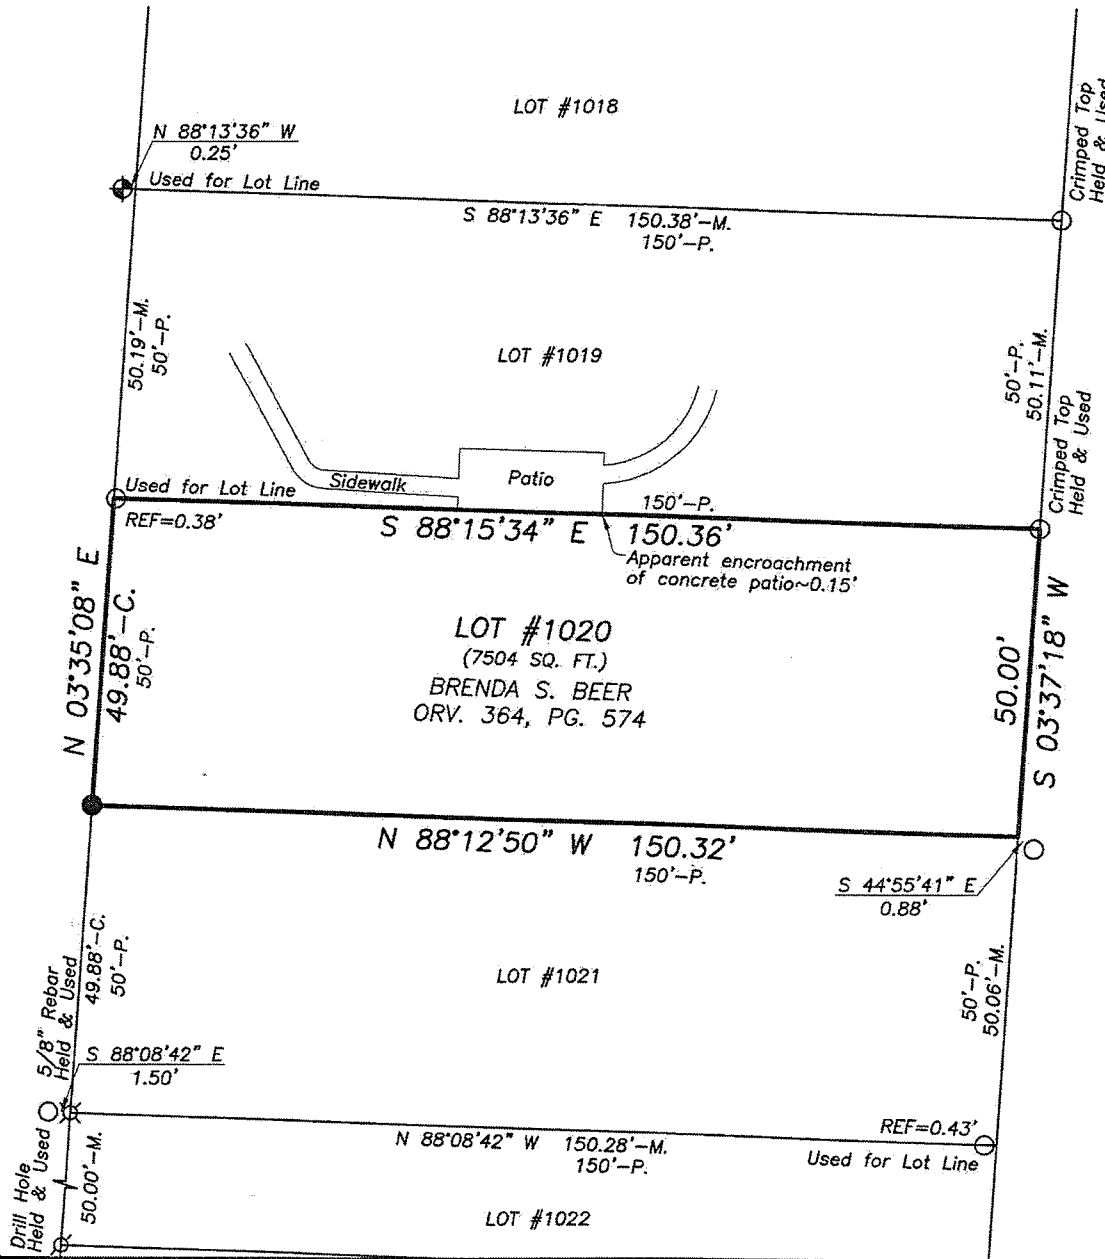 LOT #1018
Crimped Top
Held & Used
N 88°13'36" W
0.25'
Used for Lot Line
S 88°13'36" E 150.38'-M.
150'-P.
50.19'-M.
50'-P.
LOT #1019
50'-P.
50.11'-M.
Crimped Top
Held & Used
Sidewalk
Patio
Used for Lot Line
REF=0.38'
150'-P.
S 88°15'34" E 150.36'
Apparent encroachment
of concrete patio~0.15'
N 03°35'08" E
49.88'-C.
50'-P.
LOT #1020
(7504 SQ. FT.)
BRENDA S. BEER
ORV. 364, PG. 574
50.00'
S 03°37'18" W
N 88°12'50" W 150.32'
150'-P.
S 44°55'41" E
0.88'
49.88'-C.
50'-P.
LOT #1021
50'-P.
50.06'-M.
5/8" Rebar
Held & Used
S 88°08'42" E
1.50'
N 88°08'42" W 150.28'-M.
150'-P.
REF=0.43'
Used for Lot Line
Drill Hole
Held & Used
50.00'-M.
LOT #1022